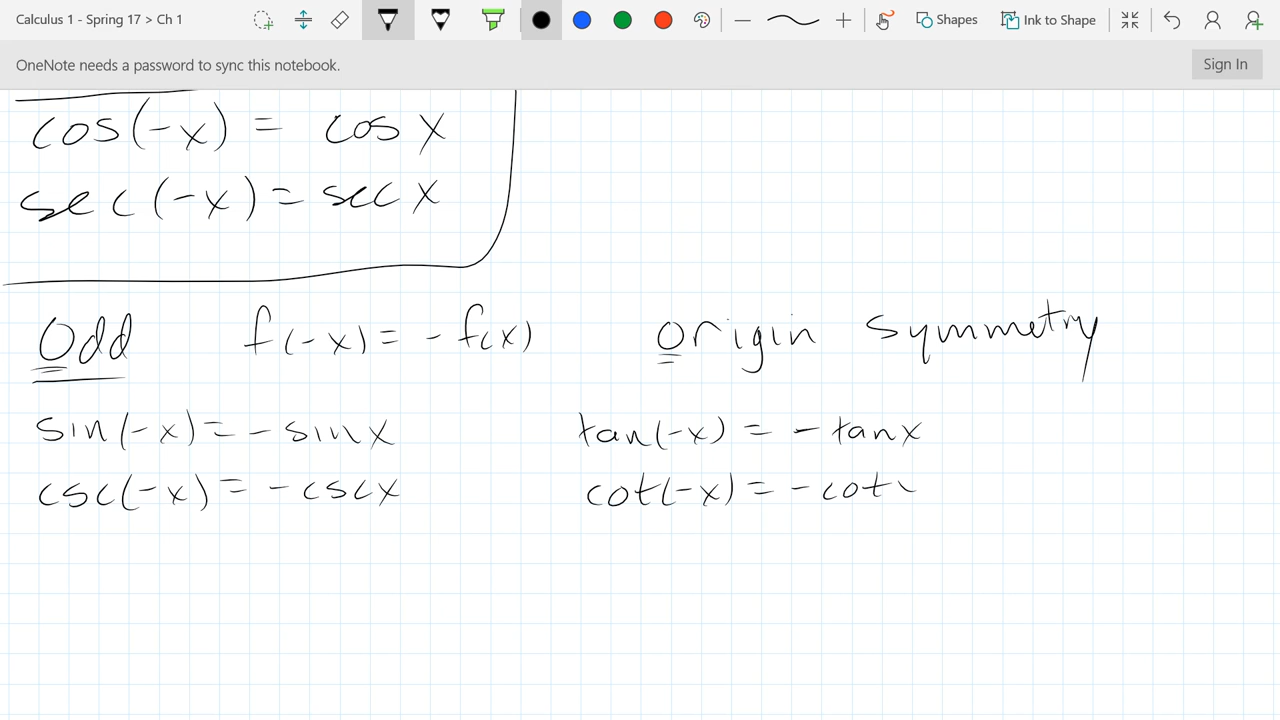 Calculus 1 - Spring 17 > Ch 1 Shapes Ink to Shape
OneNote needs a password to sync this notebook. Sign In
cos(-x) = cos x
sec(-x) = sec x
Odd f(-x) = -f(x) origin symmetry
sin(-x) = -sin x tan(-x) = -tan x
csc(-x) = -csc x cot(-x) = -cot